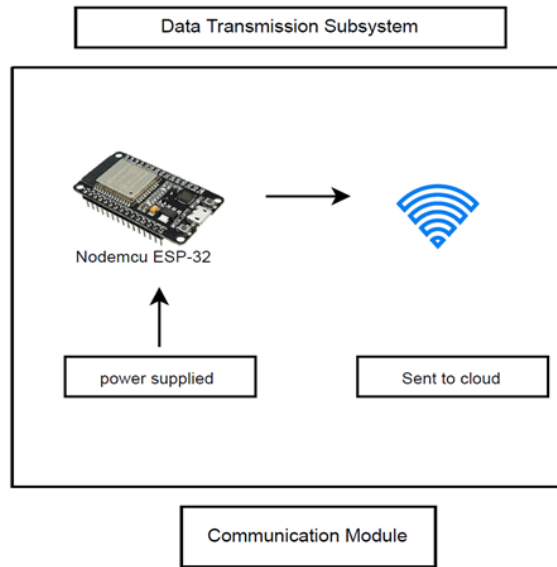 Data Transmission Subsystem
Nodemcu ESP-32
power supplied
Sent to cloud
Communication Module